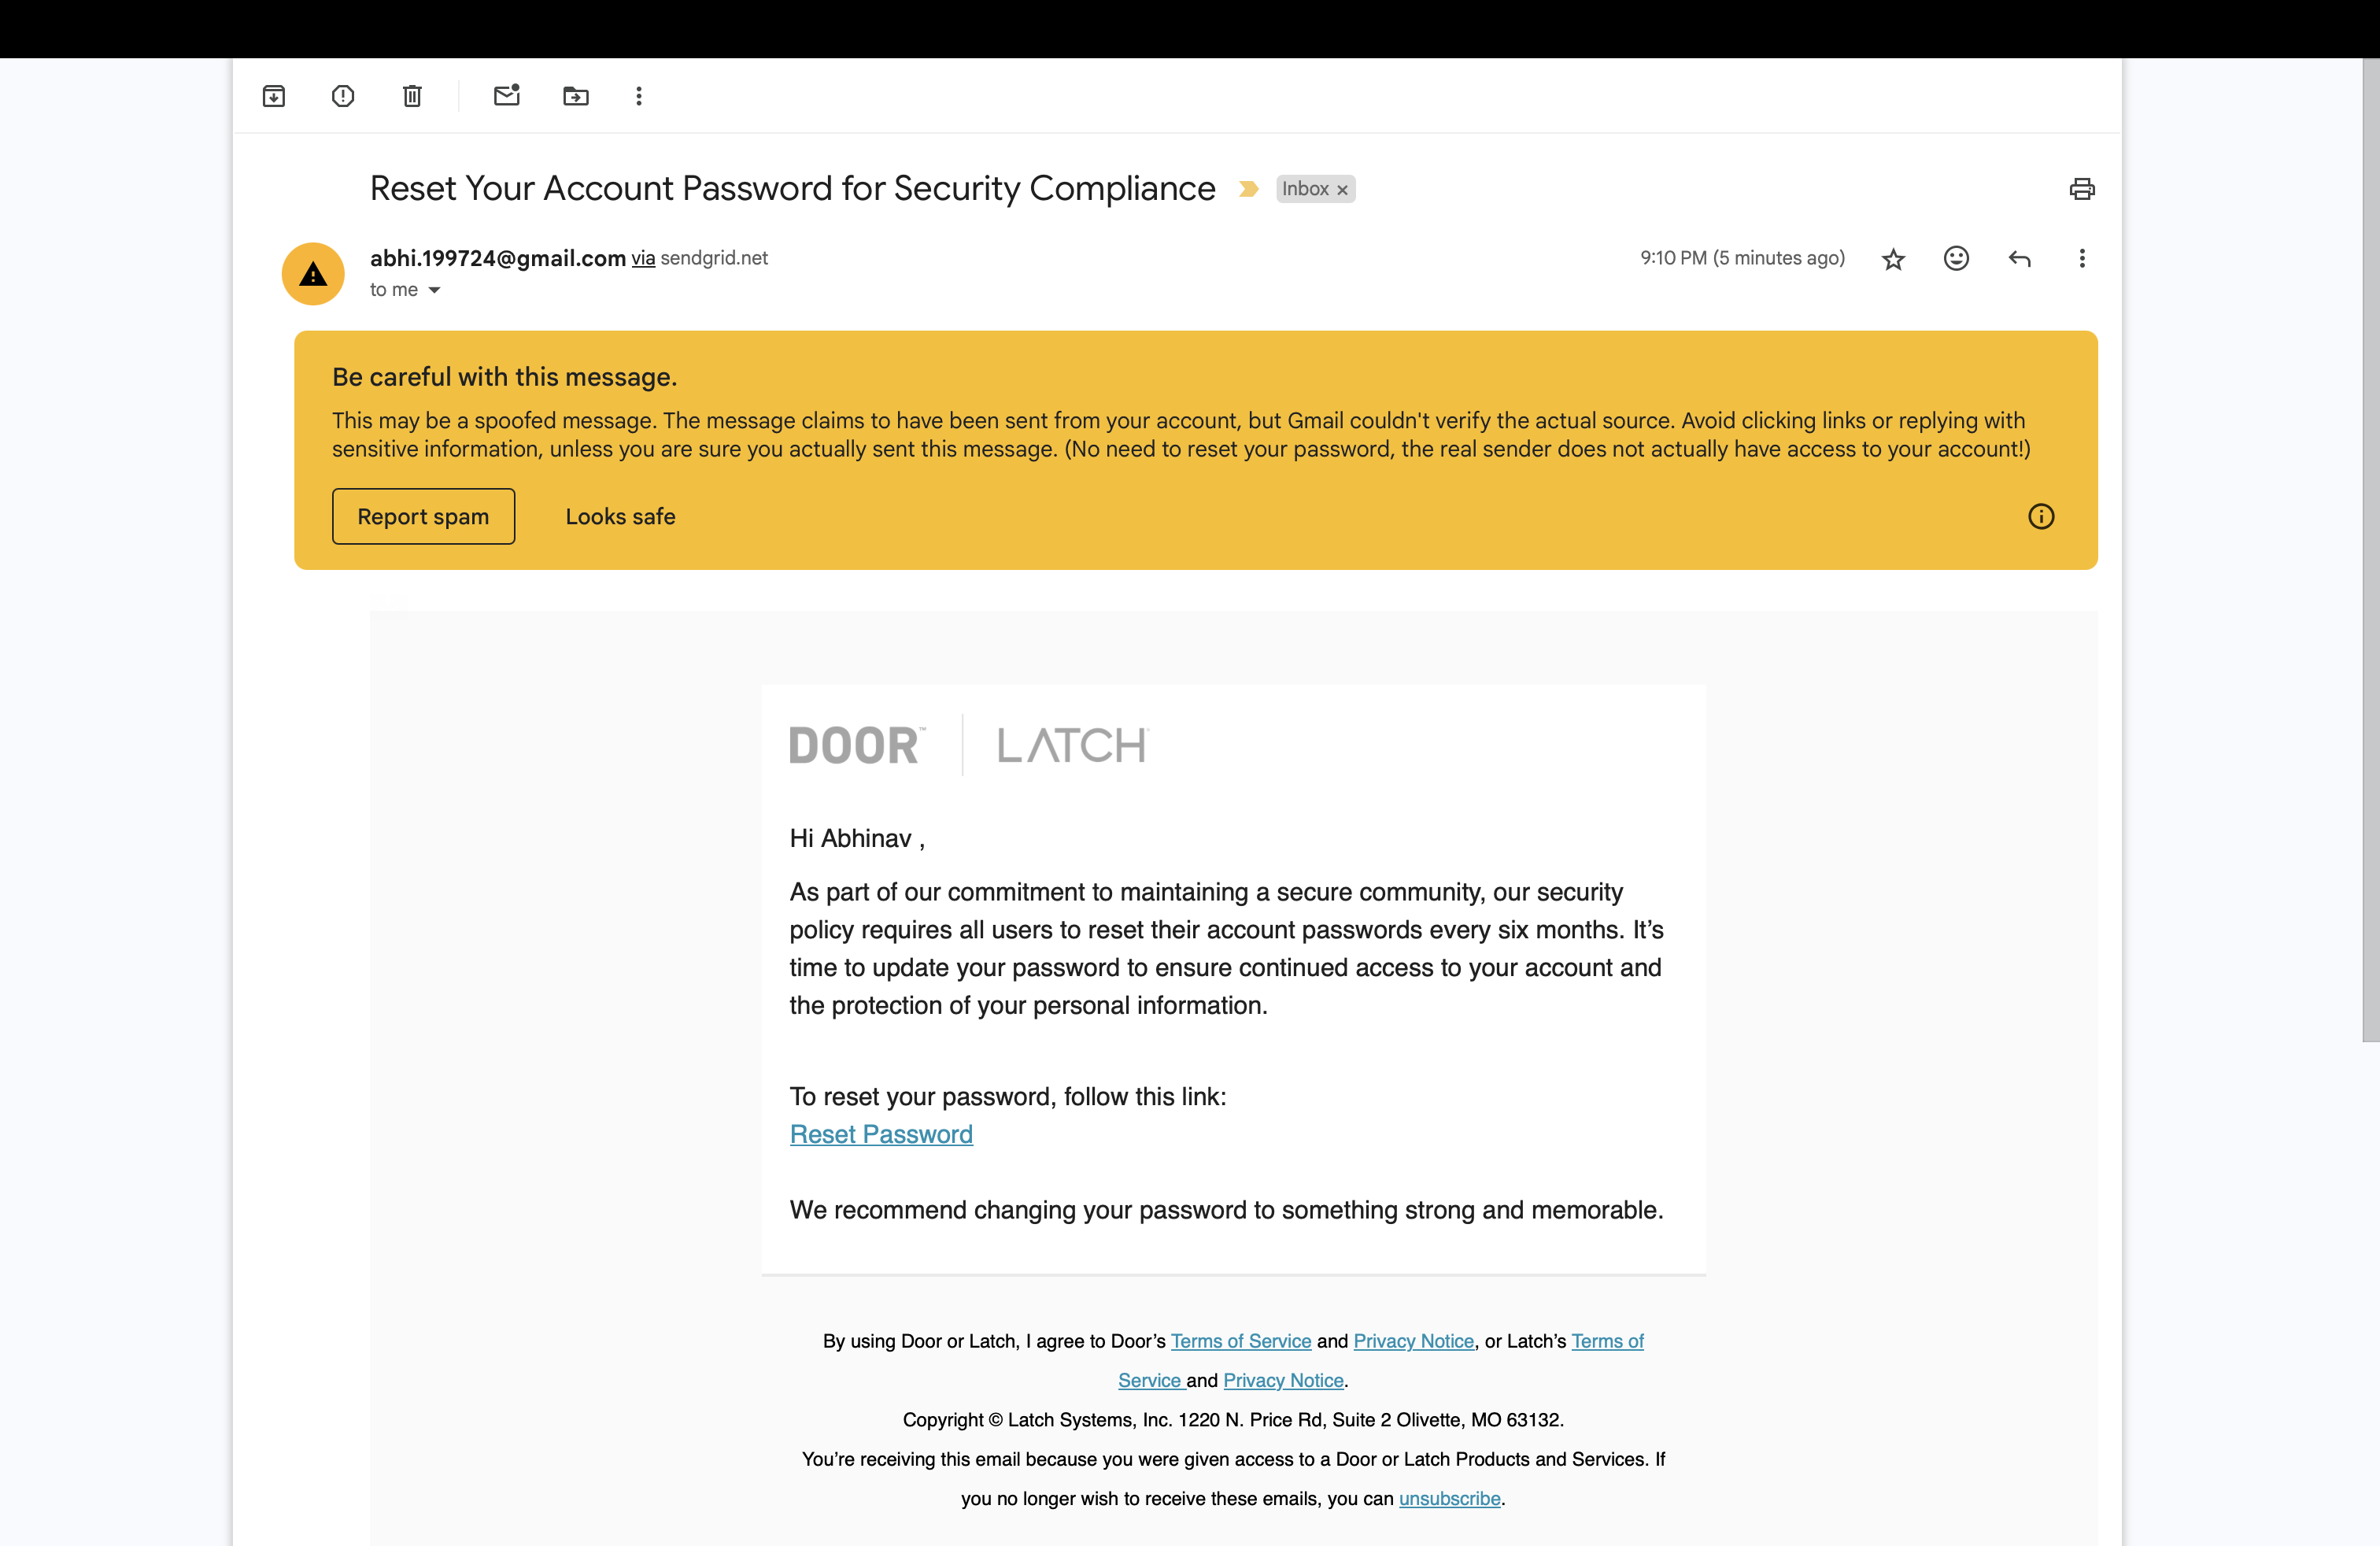 Reset Your Account Password for Security Compliance Inbox ×
abhi.199724@gmail.com via sendgrid.net 9:10 PM (5 minutes ago)
to me
Be careful with this message.
This may be a spoofed message. The message claims to have been sent from your account, but Gmail couldn't verify the actual source. Avoid clicking links or replying with
sensitive information, unless you are sure you actually sent this message. (No need to reset your password, the real sender does not actually have access to your account!)
Report spam Looks safe
DOOR™ LATCH
Hi Abhinav ,
As part of our commitment to maintaining a secure community, our security
policy requires all users to reset their account passwords every six months. It’s
time to update your password to ensure continued access to your account and
the protection of your personal information.
To reset your password, follow this link:
Reset Password
We recommend changing your password to something strong and memorable.
By using Door or Latch, I agree to Door’s Terms of Service and Privacy Notice, or Latch’s Terms of
Service and Privacy Notice.
Copyright © Latch Systems, Inc. 1220 N. Price Rd, Suite 2 Olivette, MO 63132.
You’re receiving this email because you were given access to a Door or Latch Products and Services. If
you no longer wish to receive these emails, you can unsubscribe.